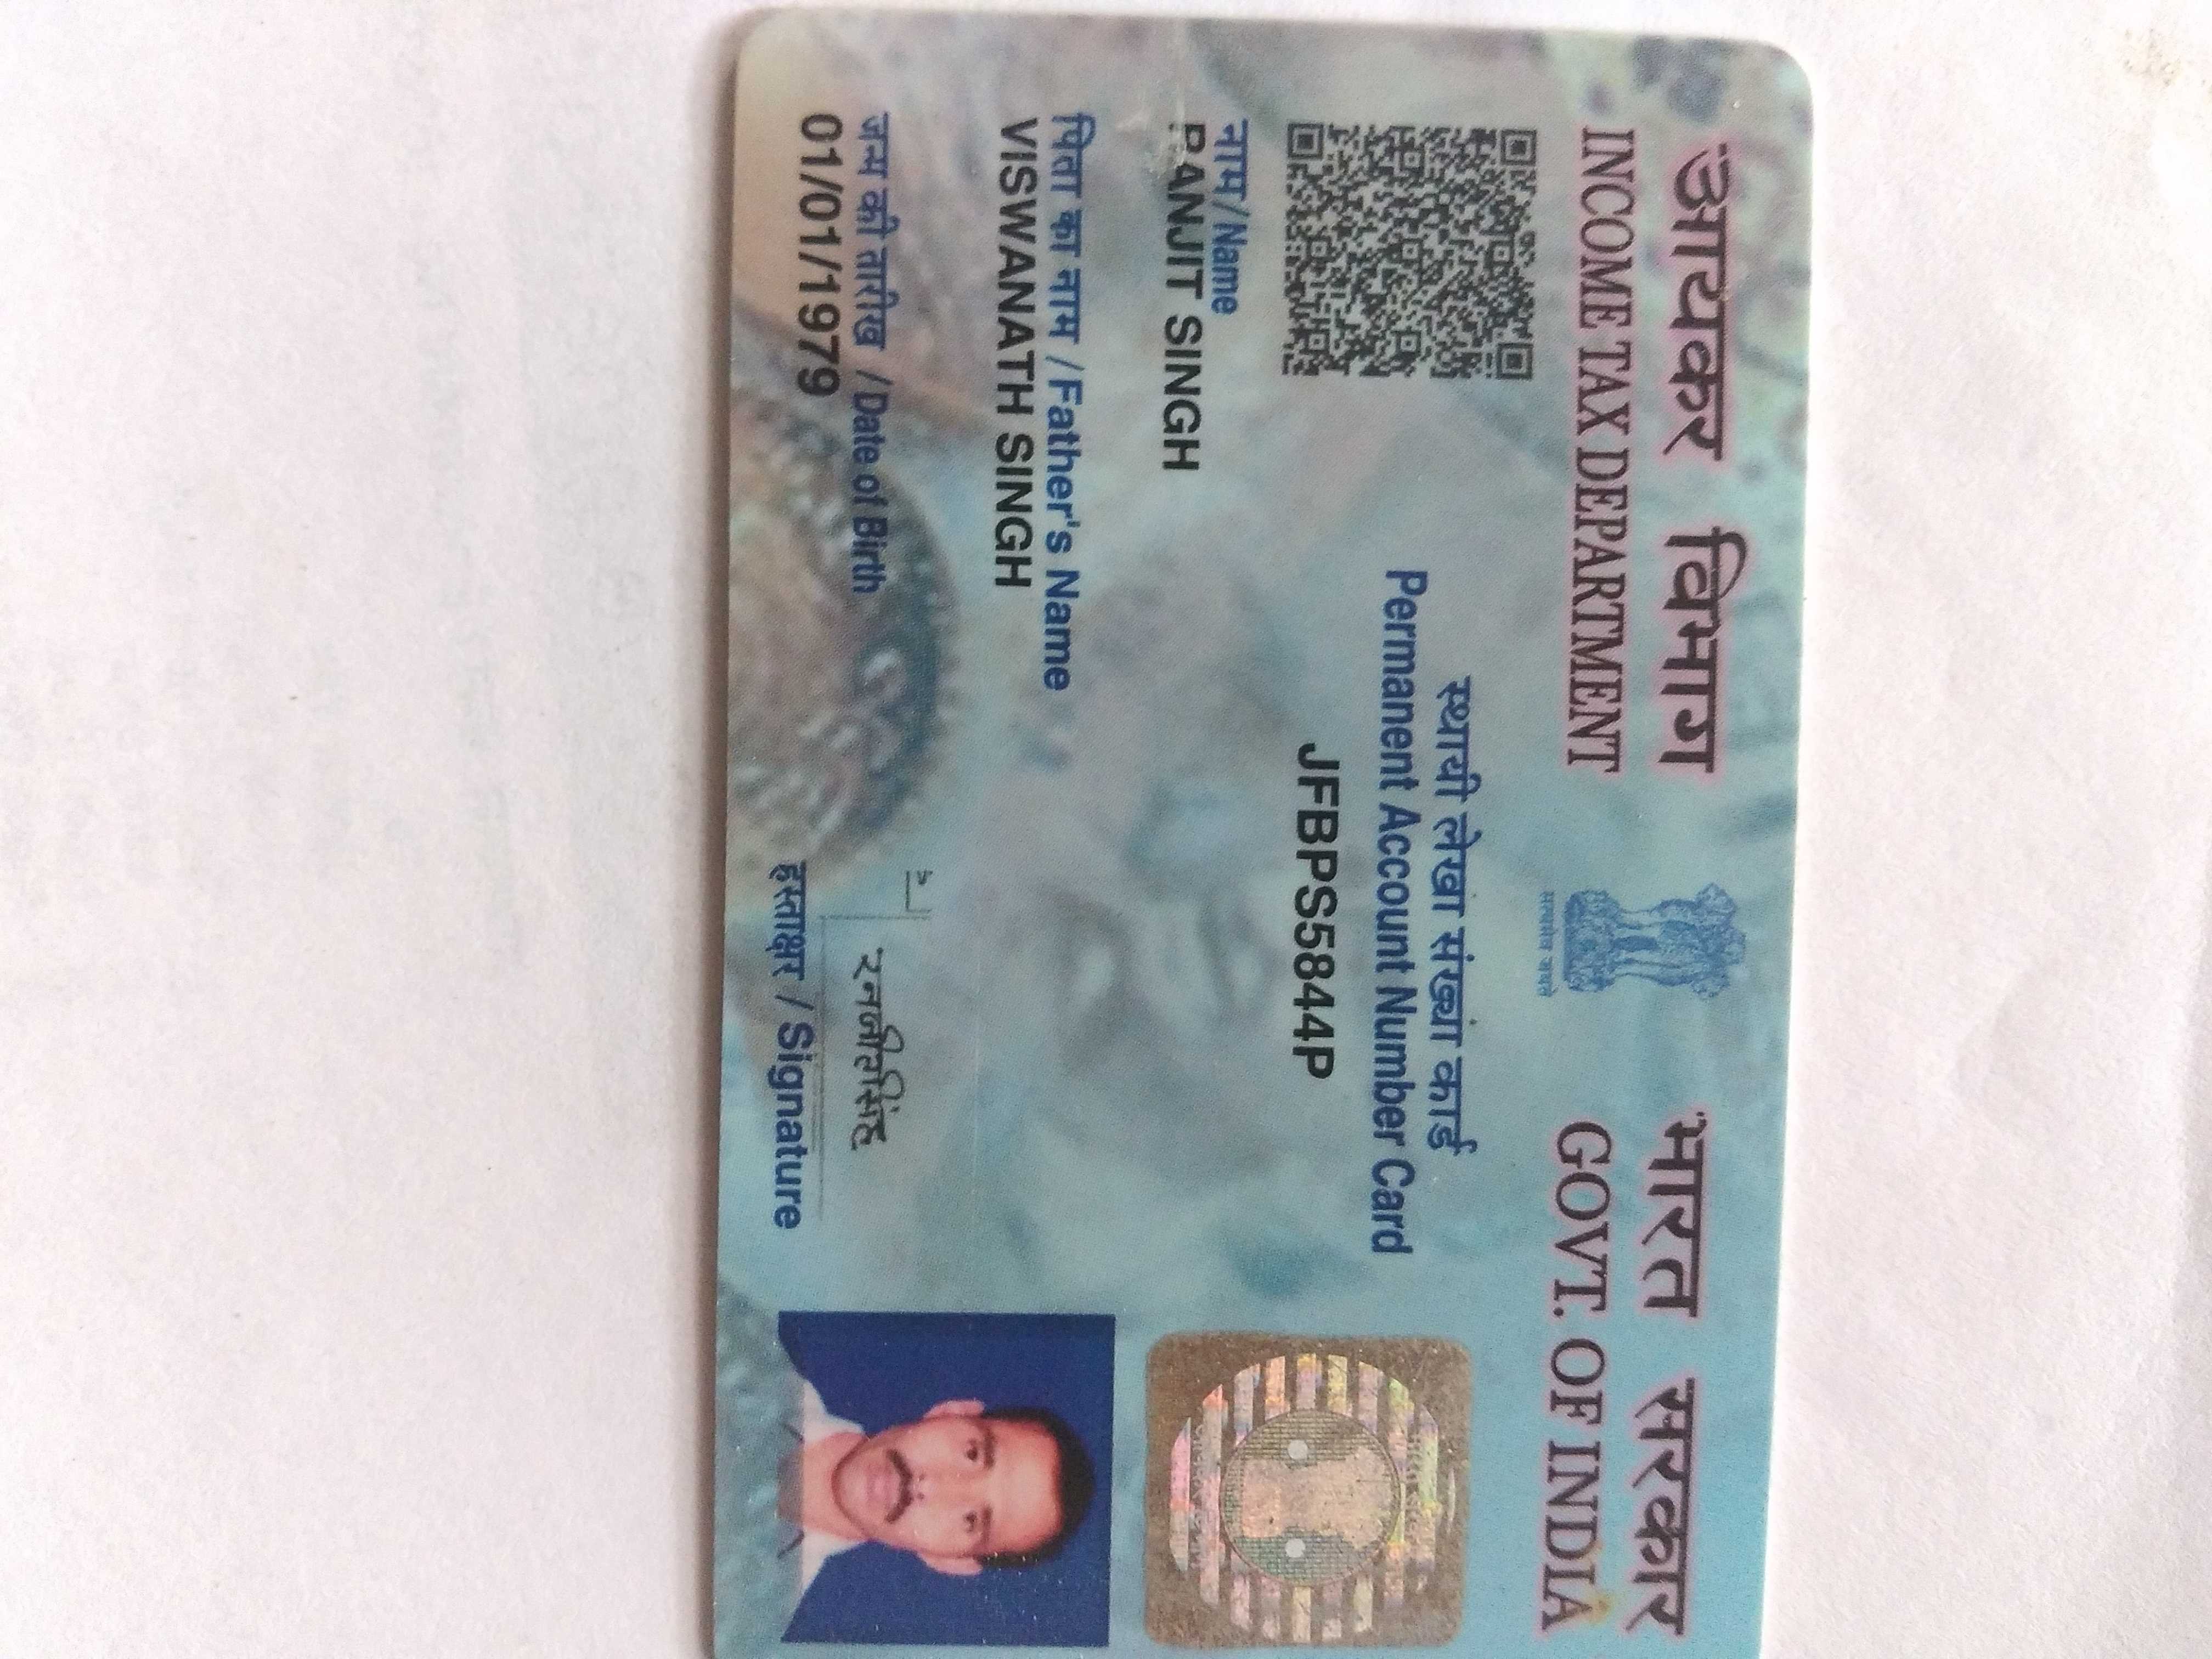 आयकर विभाग
INCOME TAX DEPARTMENT
सत्यमेव जयते
भारत सरकार
GOVT. OF INDIA
स्थायी लेखा संख्या कार्ड
Permanent Account Number Card
JFBPS5844P
नाम/Name
RANJIT SINGH
पिता का नाम / Father's Name
VISWANATH SINGH
जन्म की तारीख / Date of Birth
01/01/1979
रनजीत सिंह
हस्ताक्षर / Signature